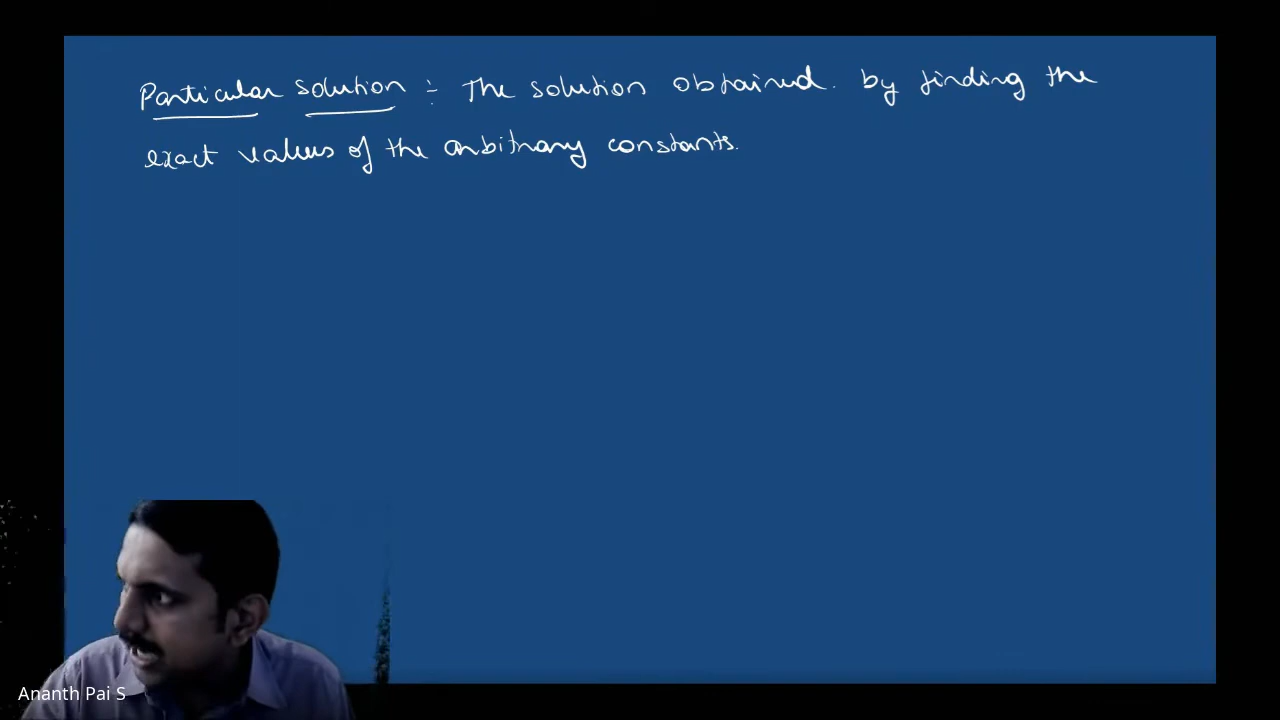 Particular solution :- The solution obtained. by finding the
exact values of the arbitrary constants.
Ananth Pai S